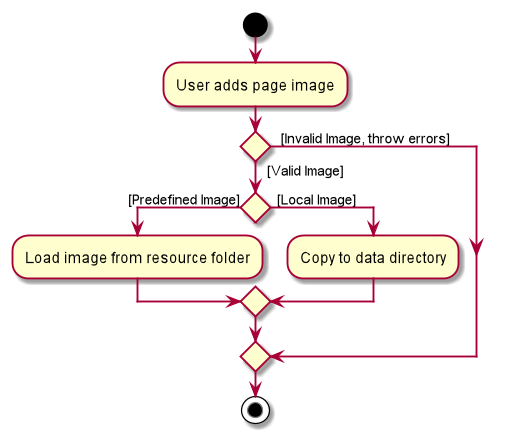 User adds page image
[Invalid Image, throw errors]
[Valid Image]
[Predefined Image]
[Local Image]
Load image from resource folder
Copy to data directory